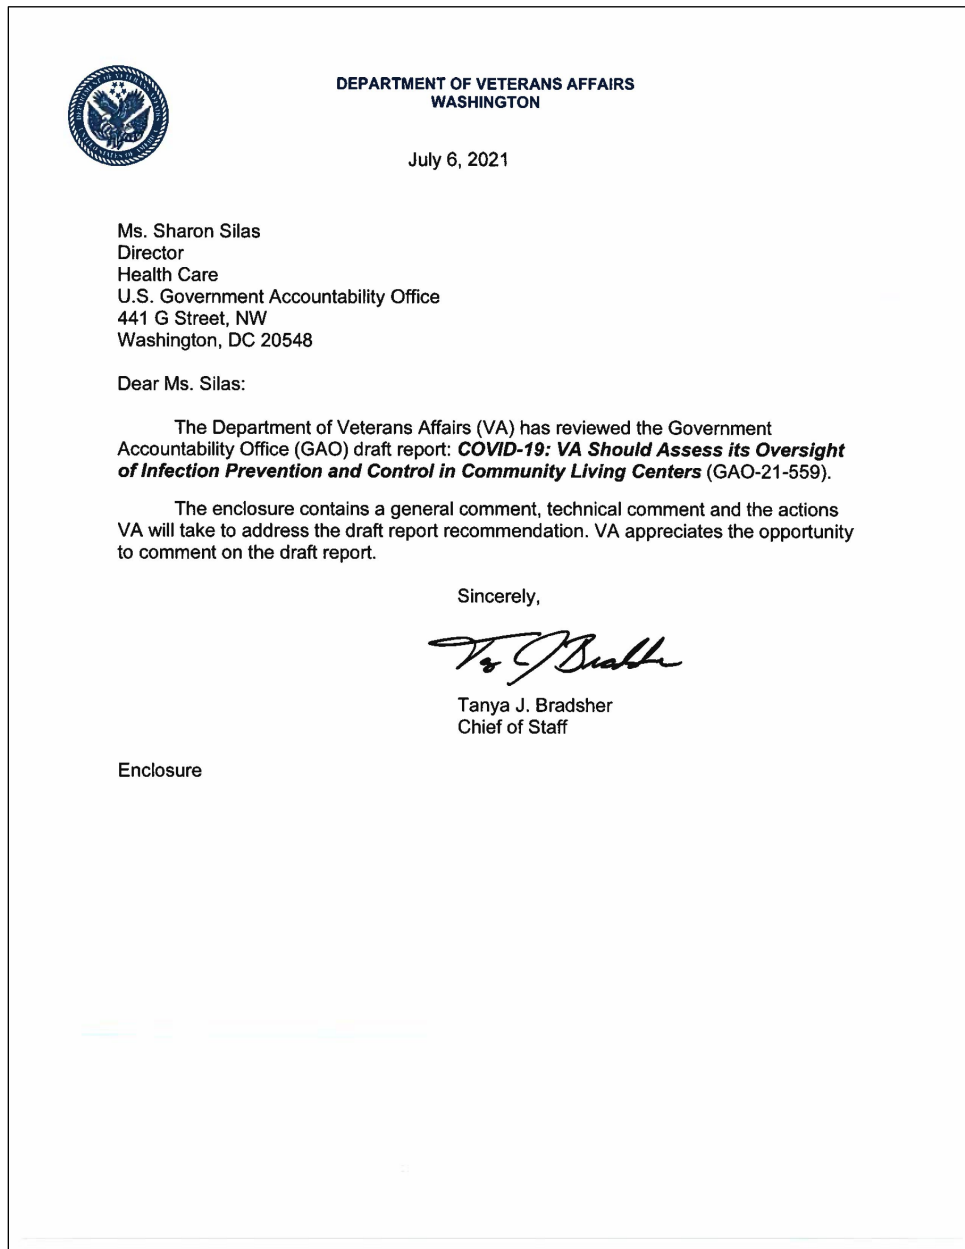 DEPARTMENT OF VETERANS AFFAIRS
WASHINGTON
July 6, 2021
Ms. Sharon Silas
Director
Health Care
U.S. Government Accountability Office
441 G Street, NW
Washington, DC 20548
Dear Ms. Silas:
The Department of Veterans Affairs (VA) has reviewed the Government
Accountability Office (GAO) draft report: COVID-19: VA Should Assess its Oversight
of Infection Prevention and Control in Community Living Centers (GAO-21-559).
The enclosure contains a general comment, technical comment and the actions
VA will take to address the draft report recommendation. VA appreciates the opportunity
to comment on the draft report.
Sincerely,
Tanya J. Bradsher
Chief of Staff
Enclosure